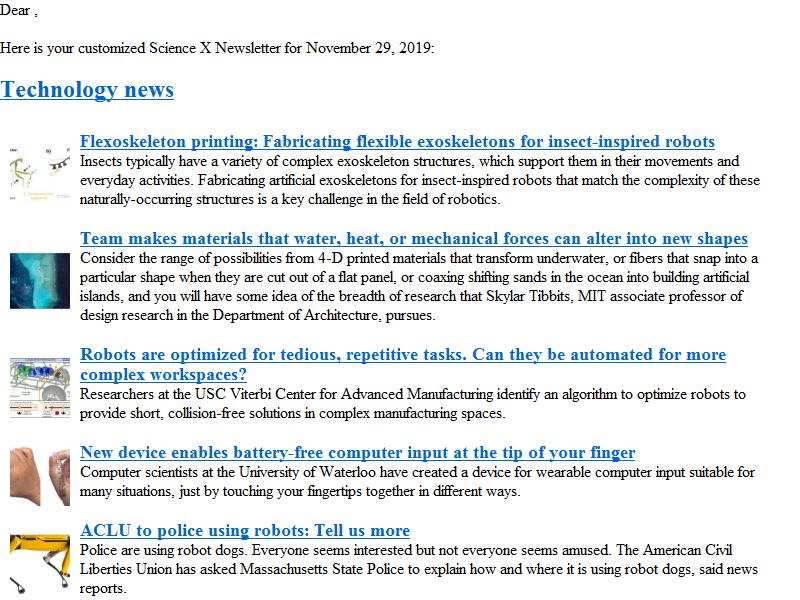 Dear ,
Here is your customized Science X Newsletter for November 29, 2019:
Technology news
Flexoskeleton printing: Fabricating flexible exoskeletons for insect-inspired robots
Insects typically have a variety of complex exoskeleton structures, which support them in their movements and
everyday activities. Fabricating artificial exoskeletons for insect-inspired robots that match the complexity of these
naturally-occurring structures is a key challenge in the field of robotics.
Team makes materials that water, heat, or mechanical forces can alter into new shapes
Consider the range of possibilities from 4-D printed materials that transform underwater, or fibers that snap into a
particular shape when they are cut out of a flat panel, or coaxing shifting sands in the ocean into building artificial
islands, and you will have some idea of the breadth of research that Skylar Tibbits, MIT associate professor of
design research in the Department of Architecture, pursues.
Robots are optimized for tedious, repetitive tasks. Can they be automated for more
complex workspaces?
Researchers at the USC Viterbi Center for Advanced Manufacturing identify an algorithm to optimize robots to
provide short, collision-free solutions in complex manufacturing spaces.
New device enables battery-free computer input at the tip of your finger
Computer scientists at the University of Waterloo have created a device for wearable computer input suitable for
many situations, just by touching your fingertips together in different ways.
ACLU to police using robots: Tell us more
Police are using robot dogs. Everyone seems interested but not everyone seems amused. The American Civil
Liberties Union has asked Massachusetts State Police to explain how and where it is using robot dogs, said news
reports.